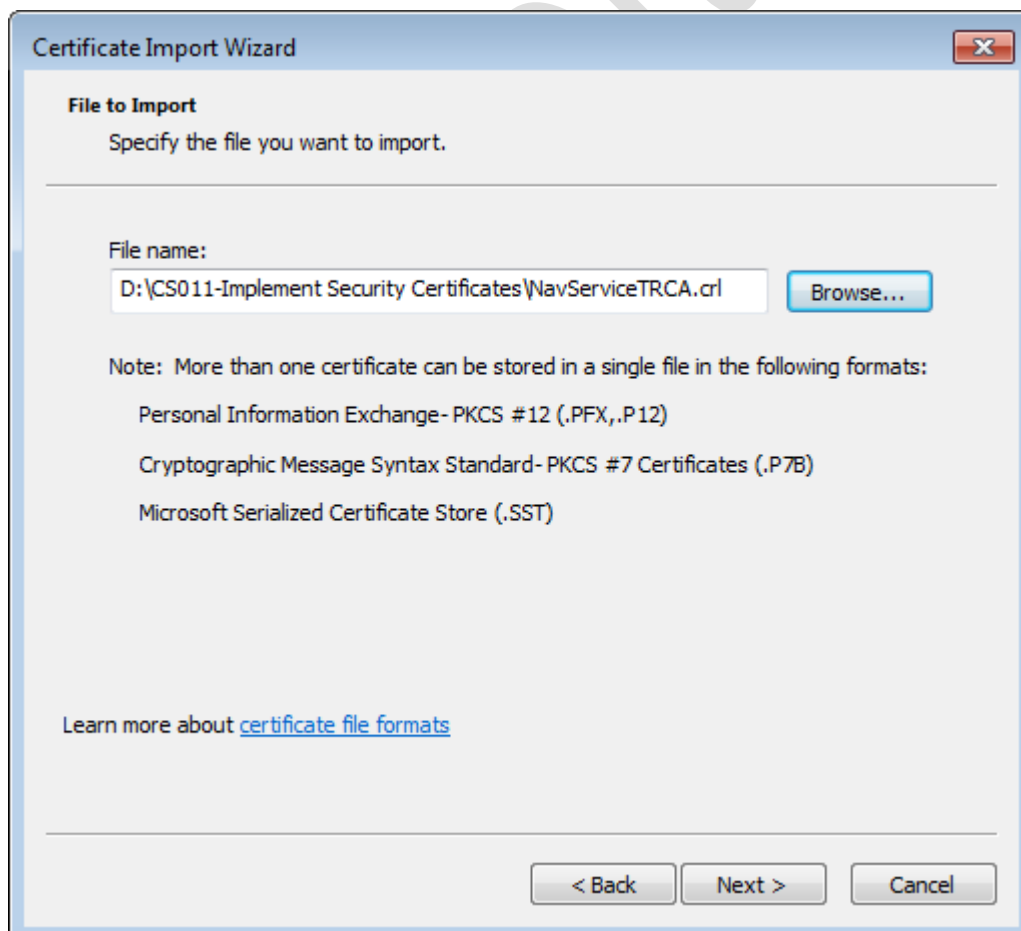 Certificate Import Wizard
File to Import
Specify the file you want to import.
File name:
D:\CS011-Implement Security Certificates\NavServiceTRCA.crl
Browse...
Note:  More than one certificate can be stored in a single file in the following formats:
Personal Information Exchange- PKCS #12 (.PFX,.P12)
Cryptographic Message Syntax Standard- PKCS #7 Certificates (.P7B)
Microsoft Serialized Certificate Store (.SST)
Learn more about certificate file formats
< Back
Next >
Cancel